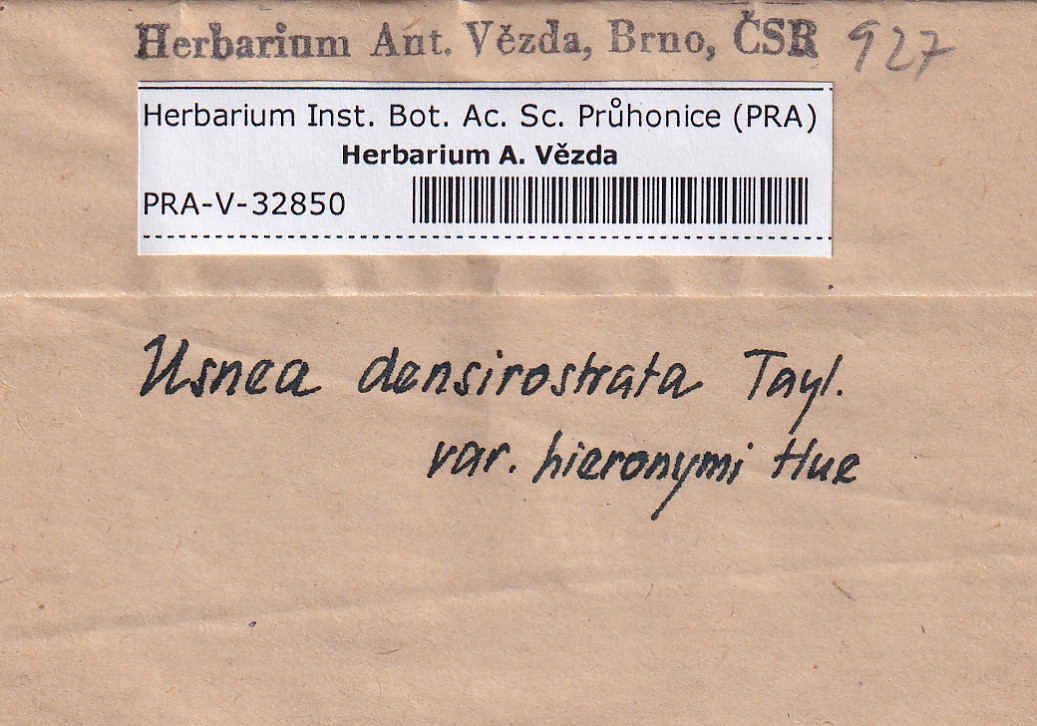 Herbarium Ant. Vězda, Brno, ČSR 927
Herbarium Inst. Bot. Ac. Sc. Průhonice (PRA)
Herbarium A. Vězda
PRA-V-32850
Usnea densirostrata Tayl.
var. hieronymi Hue